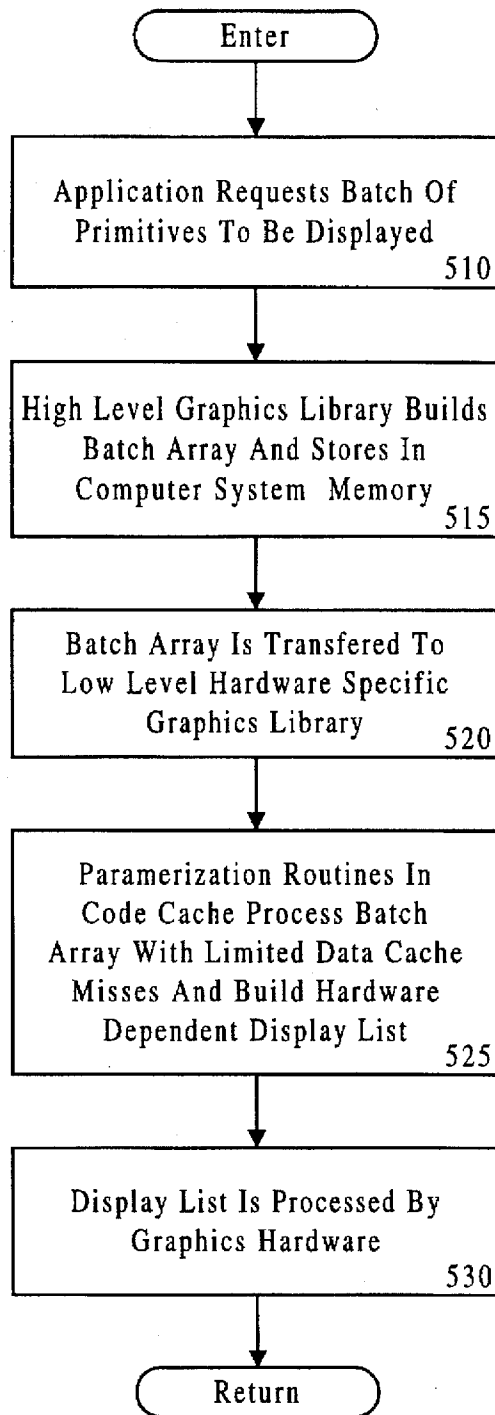 Enter
Application Requests Batch Of
Primitives To Be Displayed
510
High Level Graphics Library Builds
Batch Array And Stores In
Computer System Memory
515
Batch Array Is Transfered To
Low Level Hardware Specific
Graphics Library
520
Paramerization Routines In
Code Cache Process Batch
Array With Limited Data Cache
Misses And Build Hardware
Dependent Display List
525
Display List Is Processed By
Graphics Hardware
530
Return